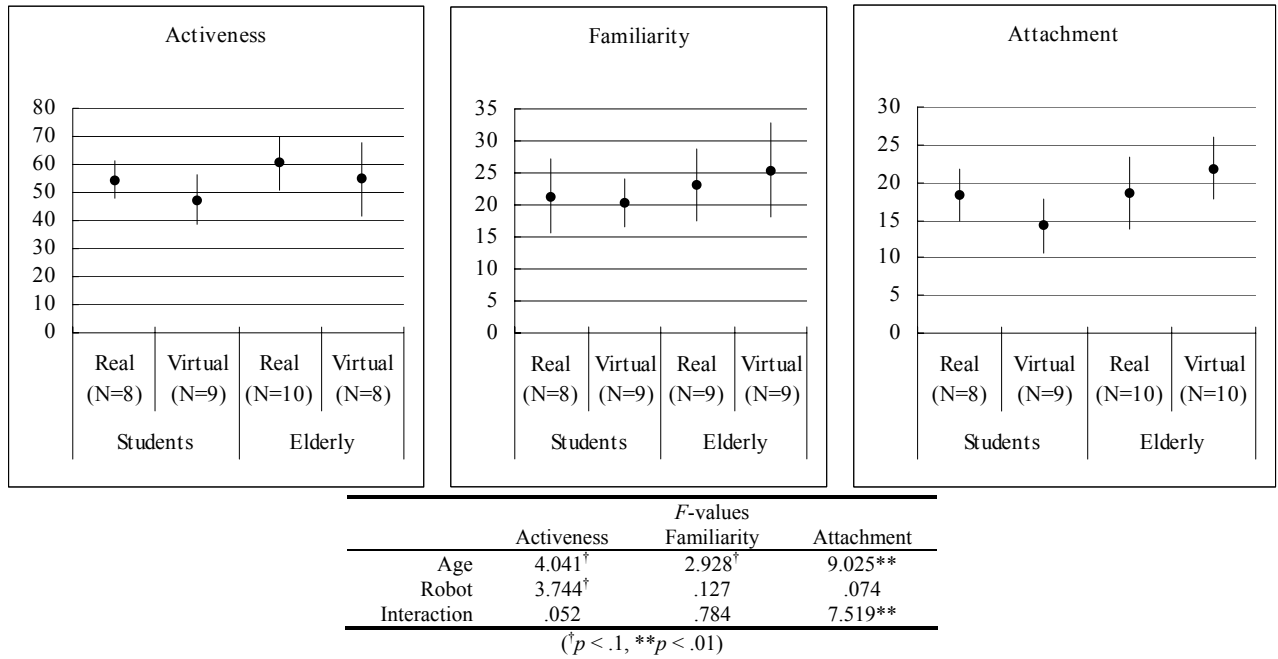 Activeness
80
70
60
50
40
30
20
10
0
Real Virtual Real Virtual
(N=8) (N=9) (N=10) (N=8)
Students Elderly
Familiarity
35
30
25
20
15
10
5
0
Real Virtual Real Virtual
(N=8) (N=9) (N=9) (N=9)
Students Elderly
Attachment
30
25
20
15
10
5
0
Real Virtual Real Virtual
(N=8) (N=9) (N=10) (N=10)
Students Elderly
F-values
Activeness Familiarity Attachment
Age 4.041† 2.928† 9.025**
Robot 3.744† .127 .074
Interaction .052 .784 7.519**
(†p < .1, **p < .01)